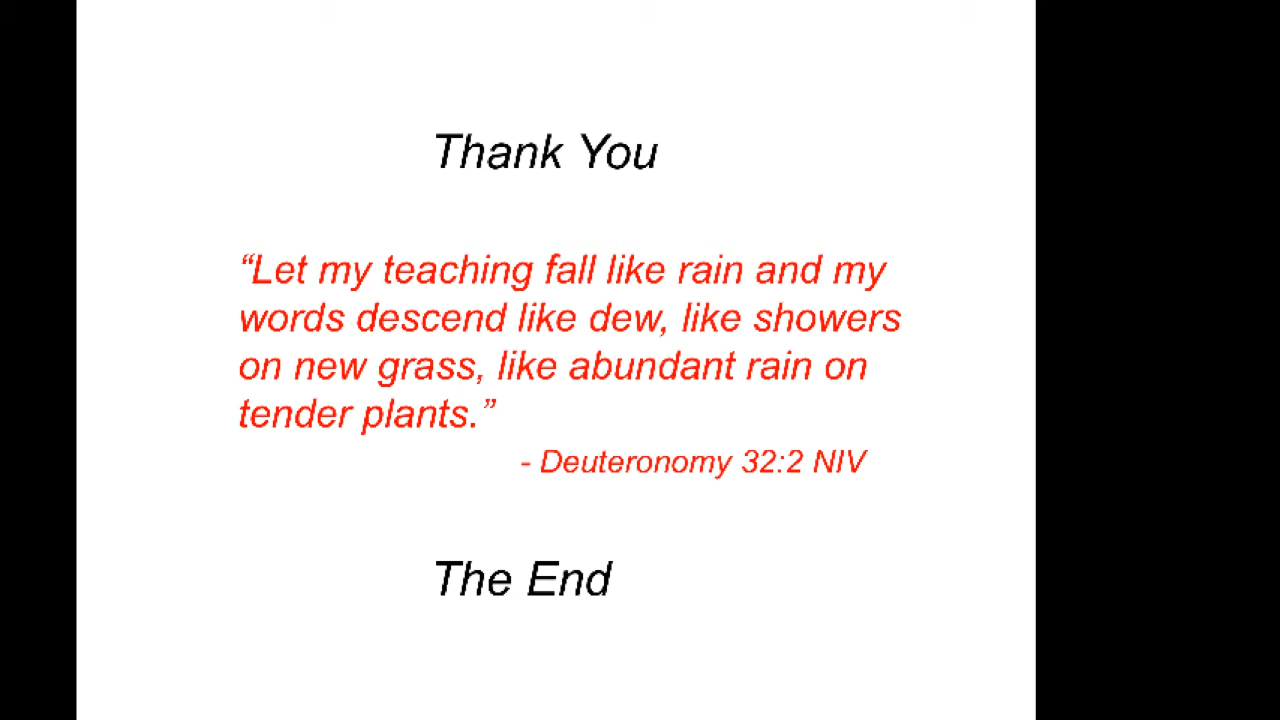 Thank You
“Let my teaching fall like rain and my
words descend like dew, like showers
on new grass, like abundant rain on
tender plants.”
- Deuteronomy 32:2 NIV
The End